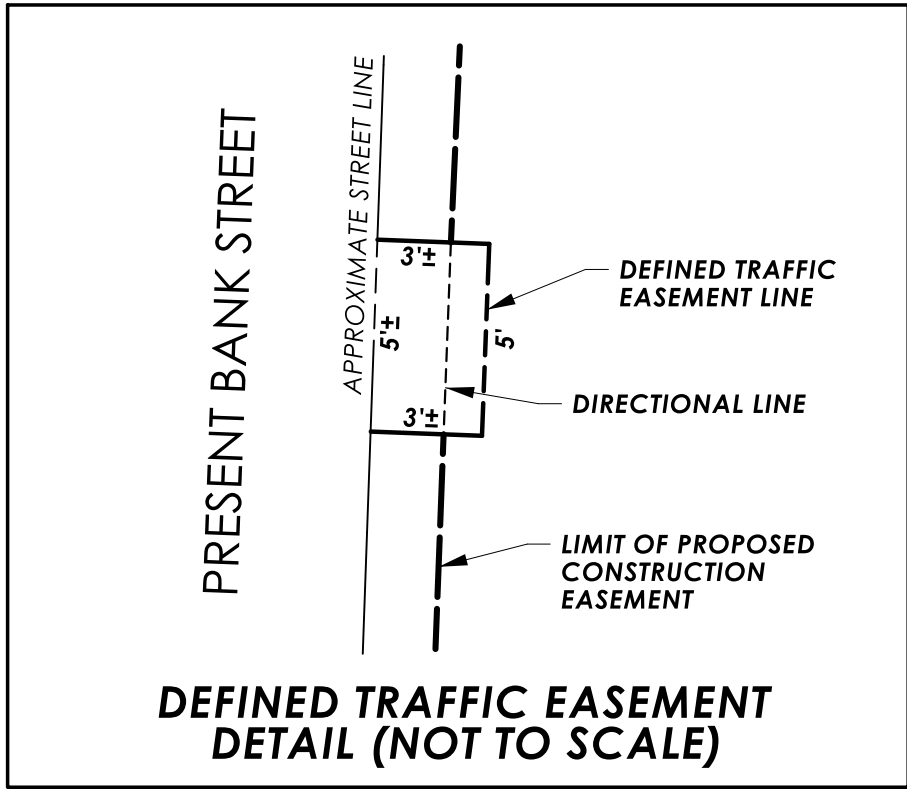 PRESENT BANK STREET
APPROXIMATE STREET LINE
3'±
5'±
5'
3'±
DEFINED TRAFFIC
EASEMENT LINE
DIRECTIONAL LINE
LIMIT OF PROPOSED
CONSTRUCTION
EASEMENT
DEFINED TRAFFIC EASEMENT
DETAIL (NOT TO SCALE)